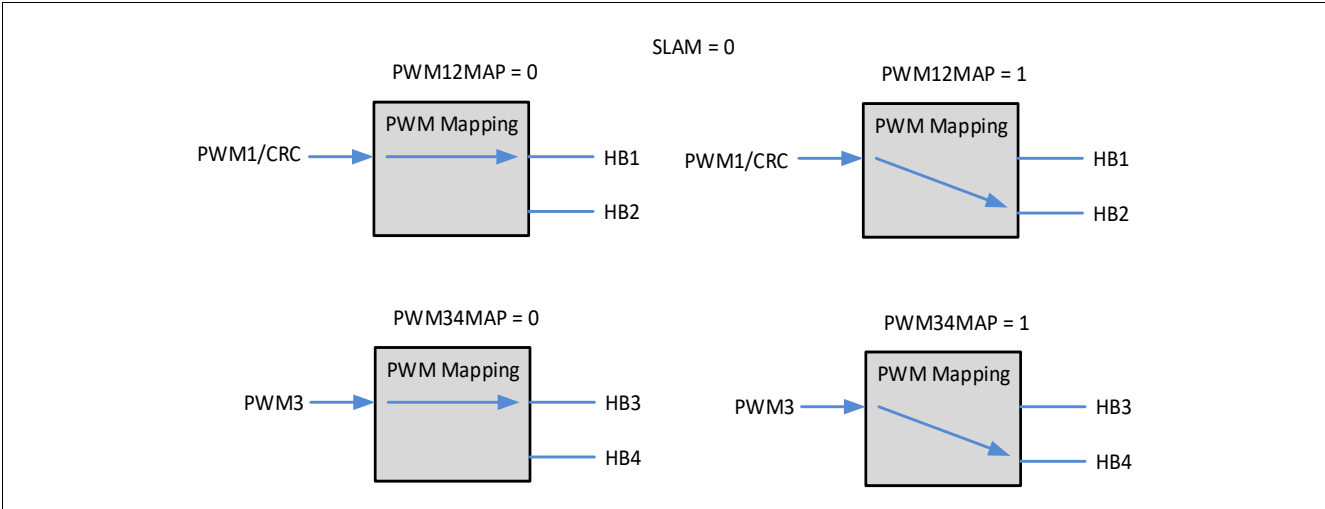 SLAM = 0
PWM12MAP = 0
PWM Mapping
PWM1/CRC
HB1
HB2
PWM12MAP = 1
PWM Mapping
PWM1/CRC
HB1
HB2
PWM34MAP = 0
PWM Mapping
PWM3
HB3
HB4
PWM34MAP = 1
PWM Mapping
PWM3
HB3
HB4